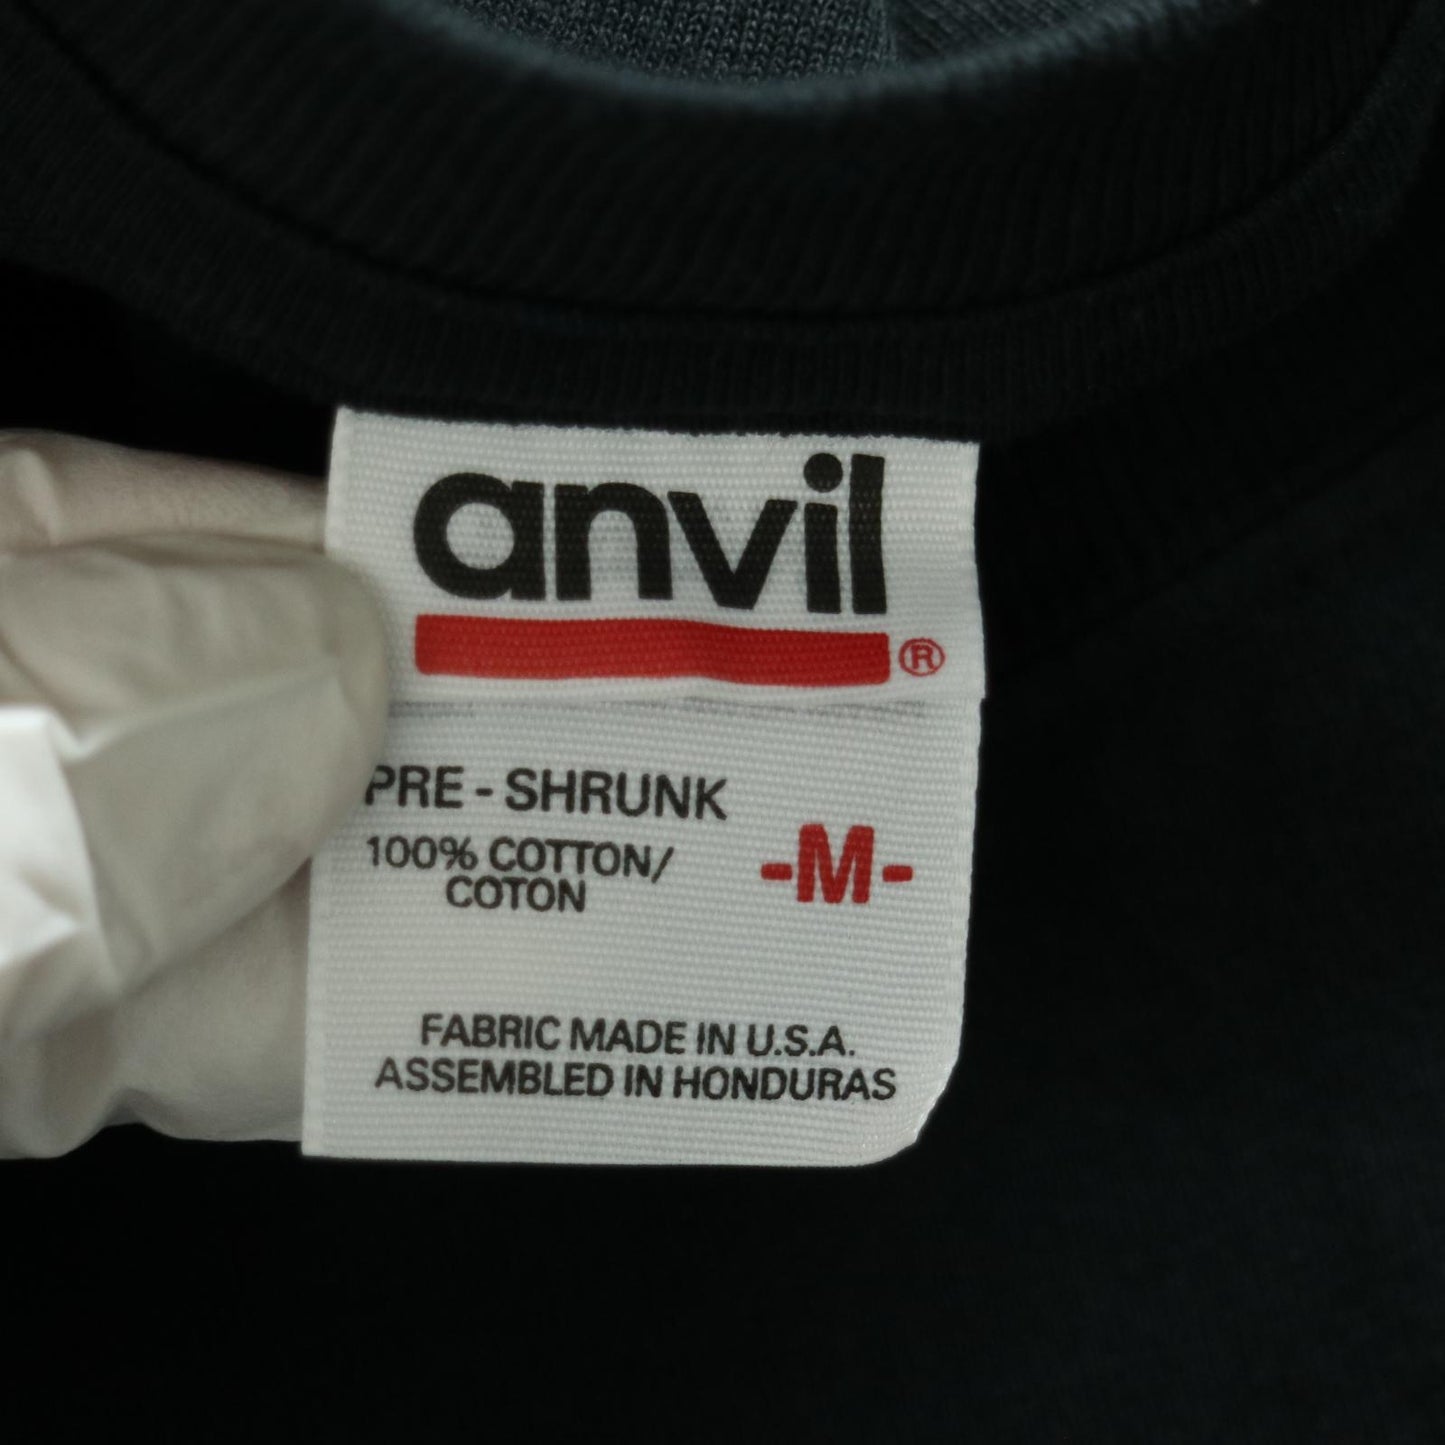 anvil®
PRE - SHRUNK
100% COTTON/
COTON
-M-
FABRIC MADE IN U.S.A.
ASSEMBLED IN HONDURAS